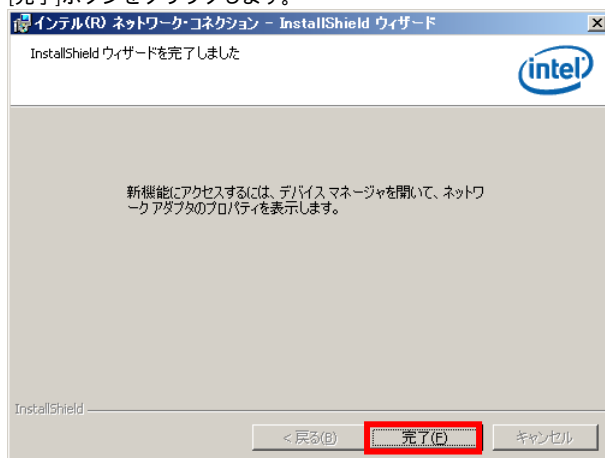 [完了]ボタンをクリックします。
インテル(R) ネットワーク・コネクション - InstallShield ウィザード
InstallShield ウィザードを完了しました
intel
新機能にアクセスするには、デバイス マネージャを開いて、ネットワ
ーク アダプタのプロパティを表示します。
InstallShield
< 戻る(B) 完了(F) キャンセル